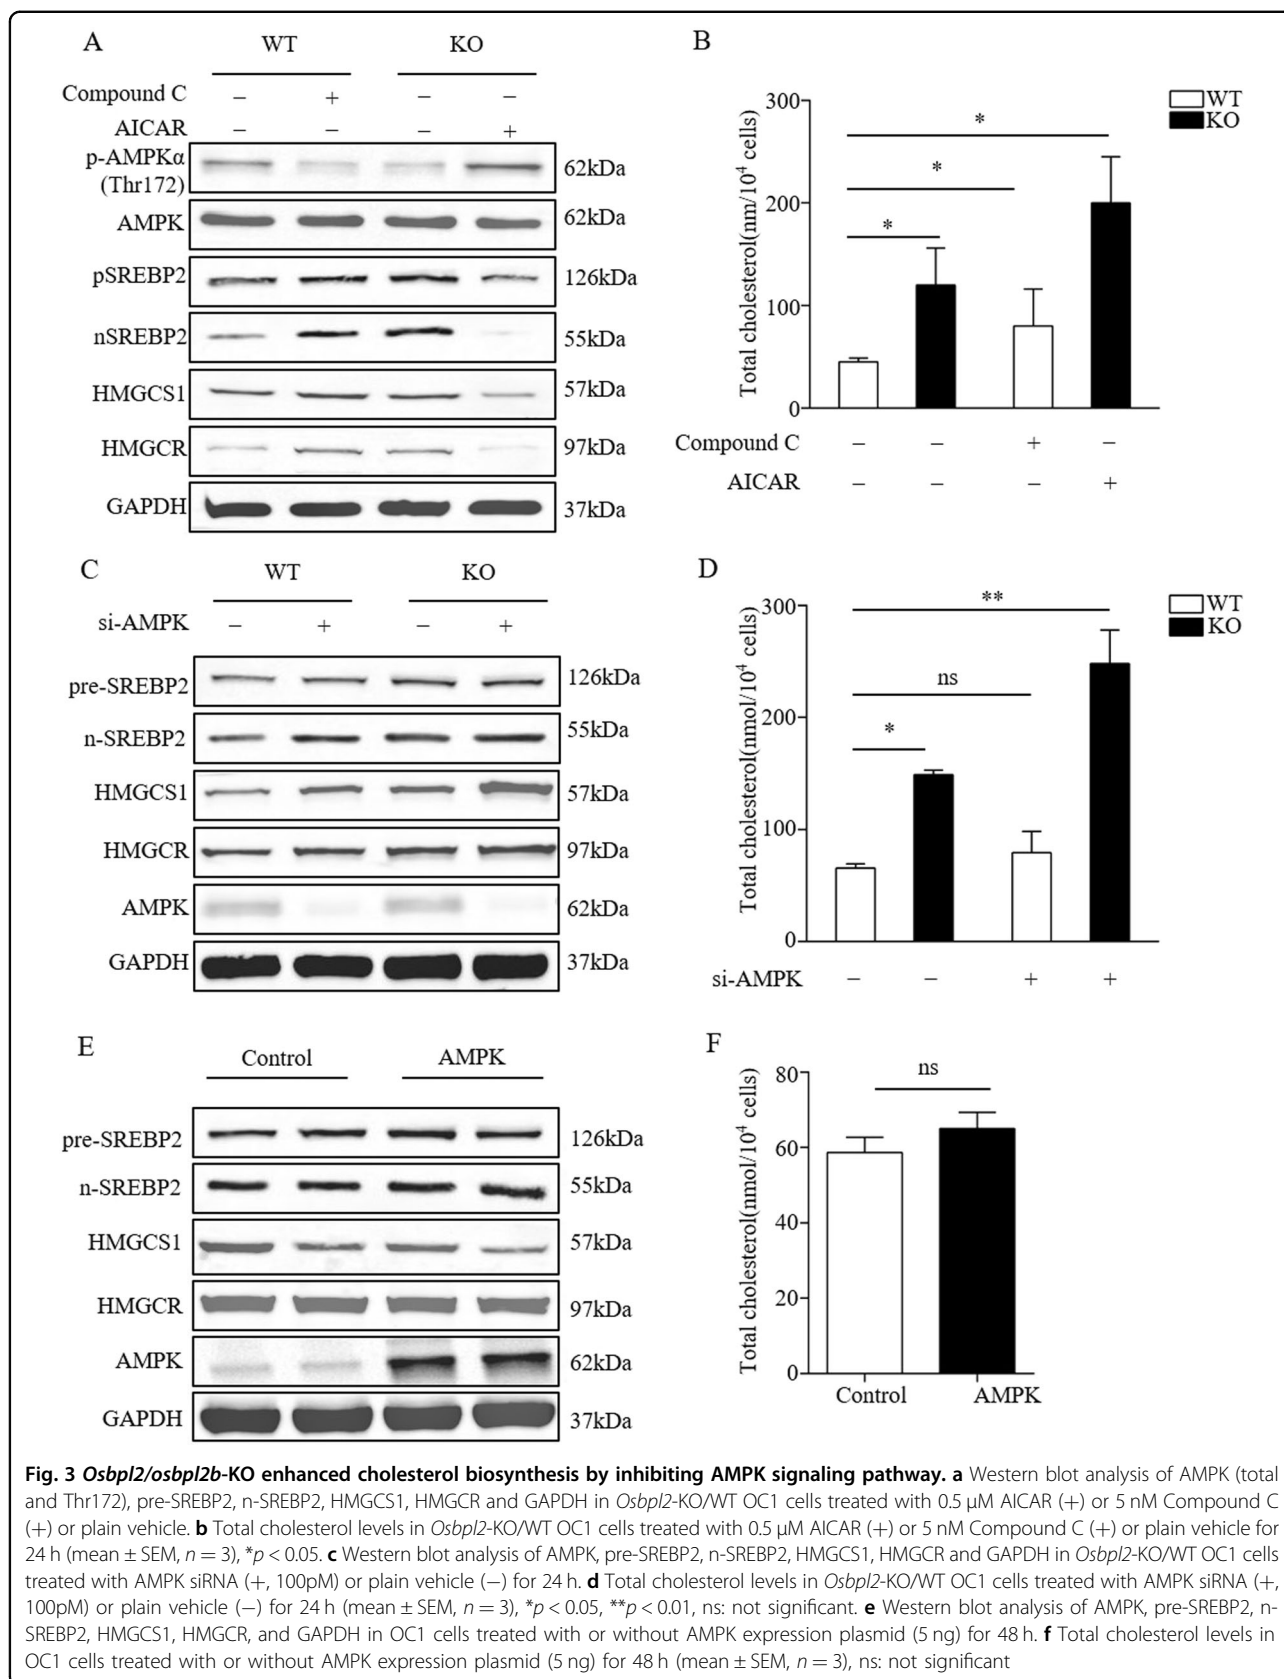 A
WT KO
Compound C − + − −
AICAR − − − +
p-AMPKα
(Thr172)
62kDa
AMPK 62kDa
pSREBP2 126kDa
nSREBP2 55kDa
HMGCS1 57kDa
HMGCR 97kDa
GAPDH 37kDa
B
WT
KO
Total cholesterol(nm/10⁴ cells)
300
200
100
0
*
*
*
Compound C − − + −
AICAR − − − +
C
WT KO
si-AMPK − + − +
pre-SREBP2 126kDa
n-SREBP2 55kDa
HMGCS1 57kDa
HMGCR 97kDa
AMPK 62kDa
GAPDH 37kDa
D
WT
KO
Total cholesterol(nmol/10⁴ cells)
300
200
100
0
**
ns
*
si-AMPK − − + +
E
Control AMPK
pre-SREBP2 126kDa
n-SREBP2 55kDa
HMGCS1 57kDa
HMGCR 97kDa
AMPK 62kDa
GAPDH 37kDa
F
Total cholesterol(nmol/10⁴ cells)
80
60
40
20
0
ns
Control AMPK
Fig. 3 Osbpl2/osbpl2b-KO enhanced cholesterol biosynthesis by inhibiting AMPK signaling pathway. a Western blot analysis of AMPK (total
and Thr172), pre-SREBP2, n-SREBP2, HMGCS1, HMGCR and GAPDH in Osbpl2-KO/WT OC1 cells treated with 0.5 µM AICAR (+) or 5 nM Compound C
(+) or plain vehicle. b Total cholesterol levels in Osbpl2-KO/WT OC1 cells treated with 0.5 µM AICAR (+) or 5 nM Compound C (+) or plain vehicle for
24 h (mean ± SEM, n = 3), *p < 0.05. c Western blot analysis of AMPK, pre-SREBP2, n-SREBP2, HMGCS1, HMGCR and GAPDH in Osbpl2-KO/WT OC1 cells
treated with AMPK siRNA (+, 100pM) or plain vehicle (−) for 24 h. d Total cholesterol levels in Osbpl2-KO/WT OC1 cells treated with AMPK siRNA (+,
100pM) or plain vehicle (−) for 24 h (mean ± SEM, n = 3), *p < 0.05, **p < 0.01, ns: not significant. e Western blot analysis of AMPK, pre-SREBP2, n-
SREBP2, HMGCS1, HMGCR, and GAPDH in OC1 cells treated with or without AMPK expression plasmid (5 ng) for 48 h. f Total cholesterol levels in
OC1 cells treated with or without AMPK expression plasmid (5 ng) for 48 h (mean ± SEM, n = 3), ns: not significant